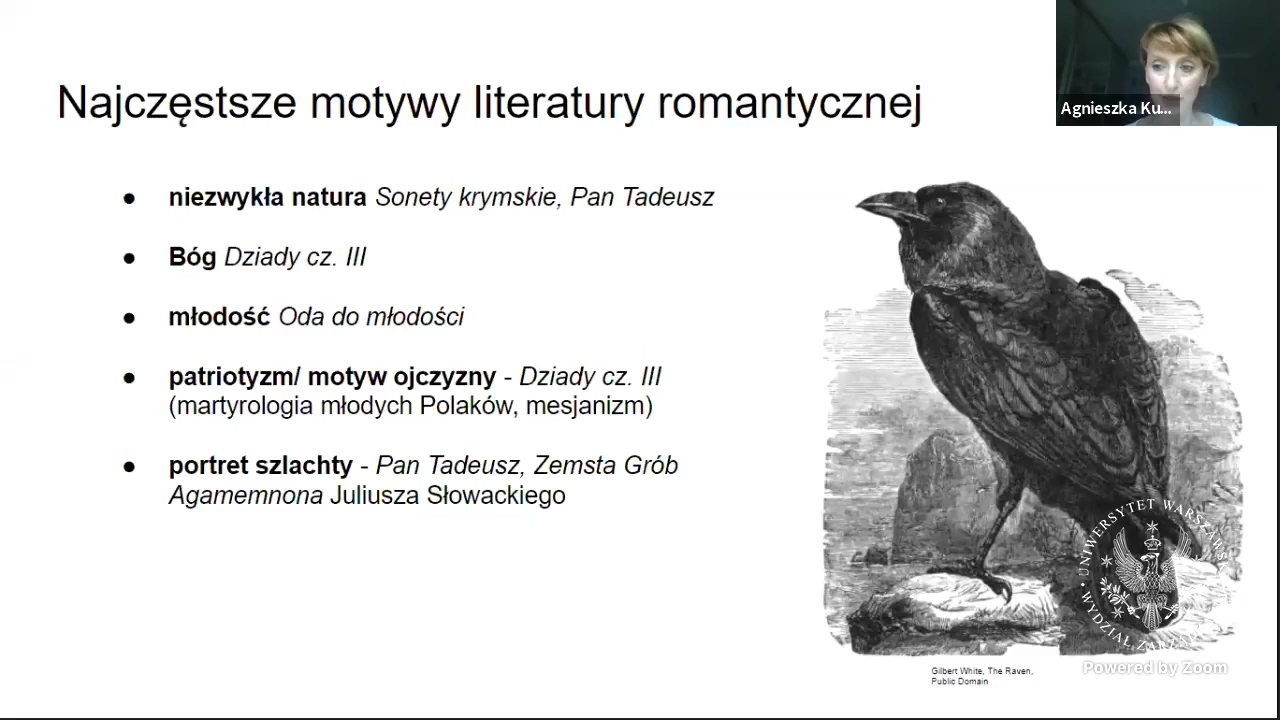 Najczęstsze motywy literatury romantycznej
Agnieszka Ku...
● niezwykła natura Sonety krymskie, Pan Tadeusz
● Bóg Dziady cz. III
● młodość Oda do młodości
● patriotyzm/ motyw ojczyzny - Dziady cz. III
(martyrologia młodych Polaków, mesjanizm)
● portret szlachty - Pan Tadeusz, Zemsta Grób
Agamemnona Juliusza Słowackiego
UNIWERSYTET WARSZAWSKI
WYDZIAŁ
Powered by Zoom
Gilbert White, The Raven,
Public Domain